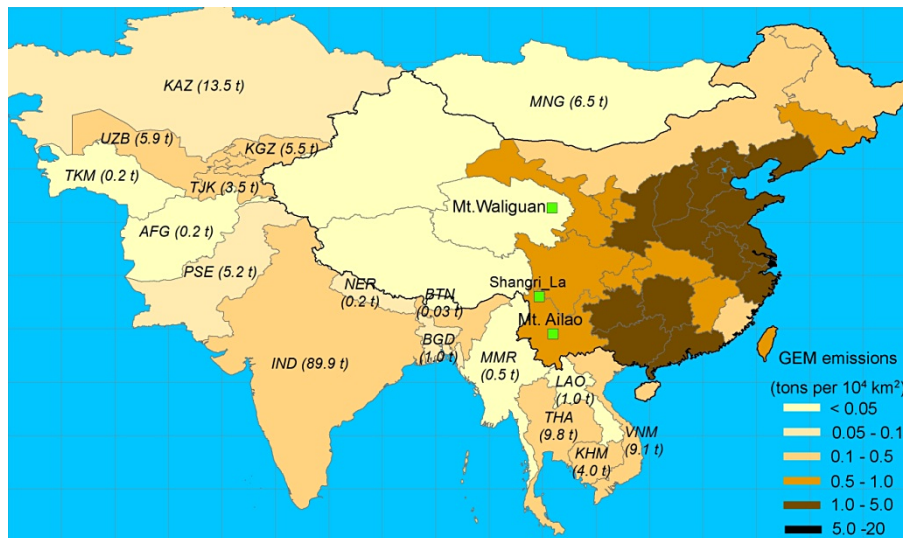 KAZ (13.5 t)
MNG (6.5 t)
UZB (5.9 t)
KGZ (5.5 t)
TKM (0.2 t)
TJK (3.5 t)
Mt.Waliguan
AFG (0.2 t)
PSE (5.2 t)
NER
(0.2 t)
BTN
(0.03 t)
Shangri_La
Mt. Ailao
BGD
(1.0 t)
IND (89.9 t)
MMR
(0.5 t)
LAO
(1.0 t)
THA
(9.8 t)
VNM
(9.1 t)
KHM
(4.0 t)
GEM emissions
(tons per 10⁴ km²)
< 0.05
0.05 - 0.1
0.1 - 0.5
0.5 - 1.0
1.0 - 5.0
5.0 -20